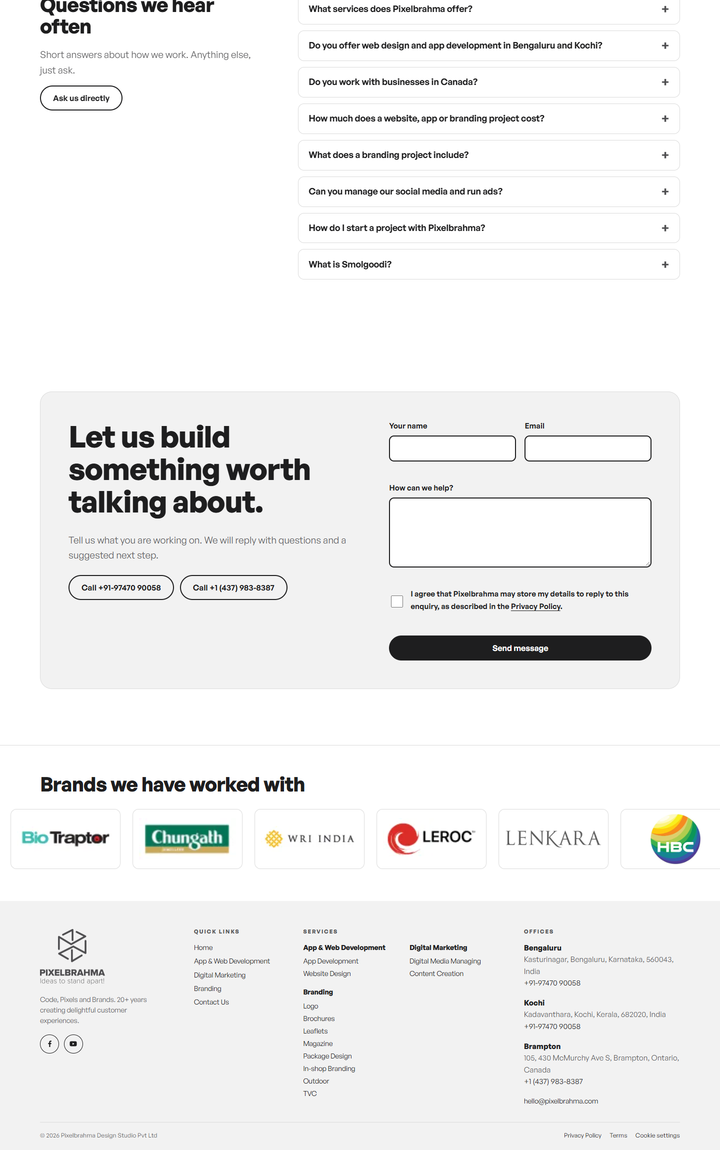 Questions we hear
often
Short answers about how we work. Anything else,
just ask.
Ask us directly
What services does Pixelbrahma offer?
Do you offer web design and app development in Bengaluru and Kochi?
Do you work with businesses in Canada?
How much does a website, app or branding project cost?
What does a branding project include?
Can you manage our social media and run ads?
How do I start a project with Pixelbrahma?
What is Smolgoodi?
Let us build
something worth
talking about.
Tell us what you are working on. We will reply with questions and a
suggested next step.
Call +91-97470 90058
Call +1 (437) 983-8387
Your name
Email
How can we help?
I agree that Pixelbrahma may store my details to reply to this
enquiry, as described in the Privacy Policy.
Send message
Brands we have worked with
BioTraptor
Chungath
WRI INDIA
LEROC
LENKARA
HBC
PIXELBRAHMA
Ideas to stand apart!
Code, Pixels and Brands. 20+ years
creating delightful customer
experiences.
QUICK LINKS
Home
App & Web Development
Digital Marketing
Branding
Contact Us
SERVICES
App & Web Development
App Development
Website Design
Branding
Logo
Brochures
Leaflets
Magazine
Package Design
In-shop Branding
Outdoor
TVC
Digital Marketing
Digital Media Managing
Content Creation
OFFICES
Bengaluru
Kasturinagar, Bengaluru, Karnataka, 560043,
India
+91-97470 90058
Kochi
Kadavanthara, Kochi, Kerala, 682020, India
+91-97470 90058
Brampton
105, 430 McMurchy Ave S, Brampton, Ontario,
Canada
+1 (437) 983-8387
hello@pixelbrahma.com
© 2026 Pixelbrahma Design Studio Pvt Ltd
Privacy Policy
Terms
Cookie settings